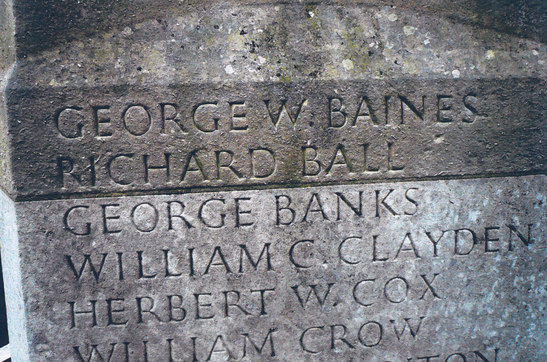 GEORGE W. BAINES
RICHARD BALL
GEORGE BANKS
WILLIAM C. CLAYDEN
HERBERT W. COX
WILLIAM CROW